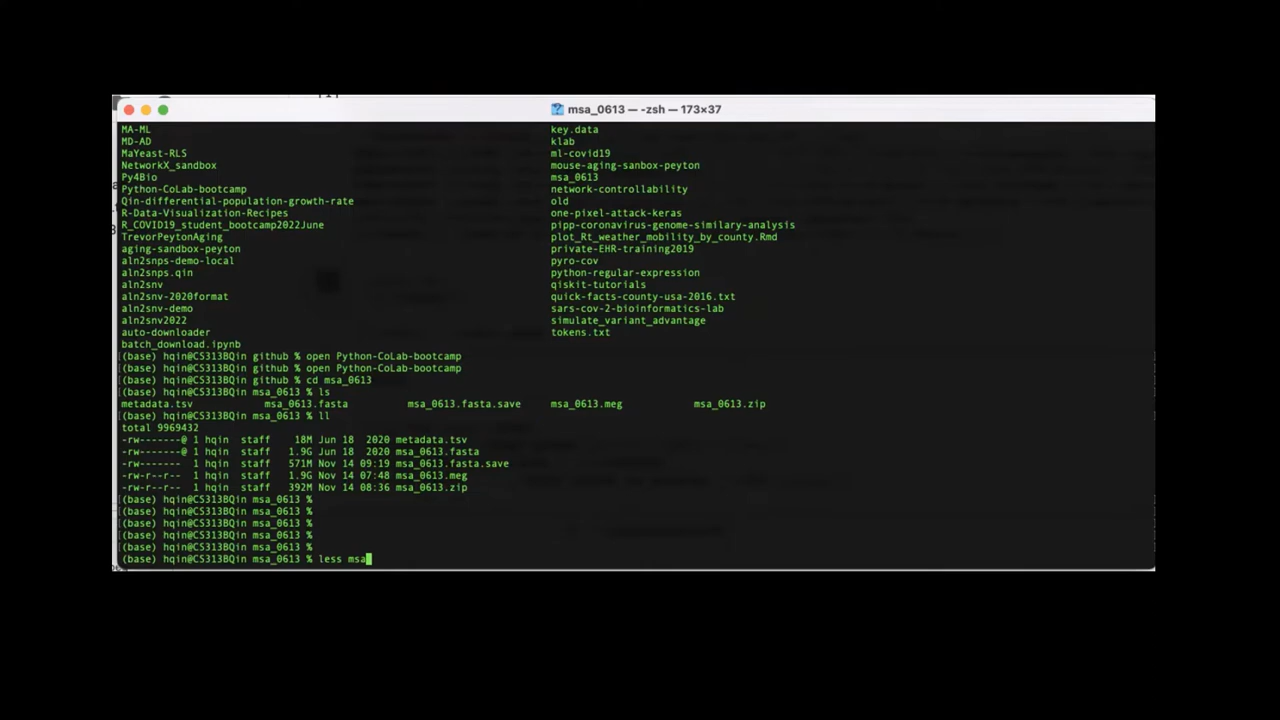 msa_0613 — -zsh — 173×37
MA-ML key.data
MD-AD klab
MaYeast-RLS ml-covid19
NetworkX_sandbox mouse-aging-sanbox-peyton
Py4Bio msa_0613
Python-CoLab-bootcamp network-controllability
Qin-differential-population-growth-rate old
R-Data-Visualization-Recipes one-pixel-attack-keras
R_COVID19_student_bootcamp2022June pipp-coronavirus-genome-similary-analysis
TrevorPeytonAging plot_Rt_weather_mobility_by_county.Rmd
aging-sandbox-peyton private-EHR-training2019
aln2snps-demo-local pyro-cov
aln2snps.qin python-regular-expression
aln2snv qiskit-tutorials
aln2snv-2020format quick-facts-county-usa-2016.txt
aln2snv-demo sars-cov-2-bioinformatics-lab
aln2snv2022 simulate_variant_advantage
auto-downloader tokens.txt
batch_download.ipynb
[(base) hqin@CS313BQin github % open Python-CoLab-bootcamp
[(base) hqin@CS313BQin github % open Python-CoLab-bootcamp
[(base) hqin@CS313BQin github % cd msa_0613
[(base) hqin@CS313BQin msa_0613 % ls
metadata.tsv msa_0613.fasta msa_0613.fasta.save msa_0613.meg msa_0613.zip
[(base) hqin@CS313BQin msa_0613 % ll
total 9969432
-rw-------@ 1 hqin staff 18M Jun 18 2020 metadata.tsv
-rw-------@ 1 hqin staff 1.9G Jun 18 2020 msa_0613.fasta
-rw------- 1 hqin staff 571M Nov 14 09:19 msa_0613.fasta.save
-rw-r--r-- 1 hqin staff 1.9G Nov 14 07:48 msa_0613.meg
-rw-r--r-- 1 hqin staff 392M Nov 14 08:36 msa_0613.zip
[(base) hqin@CS313BQin msa_0613 %
[(base) hqin@CS313BQin msa_0613 %
[(base) hqin@CS313BQin msa_0613 %
[(base) hqin@CS313BQin msa_0613 %
[(base) hqin@CS313BQin msa_0613 %
(base) hqin@CS313BQin msa_0613 % less msa